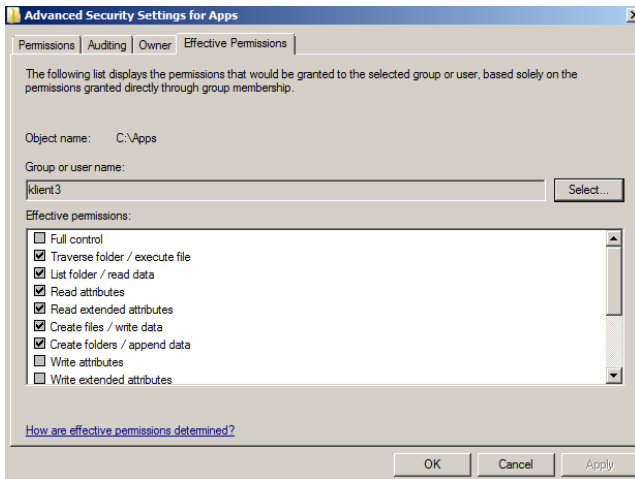 Advanced Security Settings for Apps
Permissions Auditing Owner Effective Permissions
The following list displays the permissions that would be granted to the selected group or user, based solely on the
permissions granted directly through group membership.
Object name: C:\Apps
Group or user name:
klient3 Select...
Effective permissions:
Full control
Traverse folder / execute file
List folder / read data
Read attributes
Read extended attributes
Create files / write data
Create folders / append data
Write attributes
Write extended attributes
How are effective permissions determined?
OK Cancel Apply